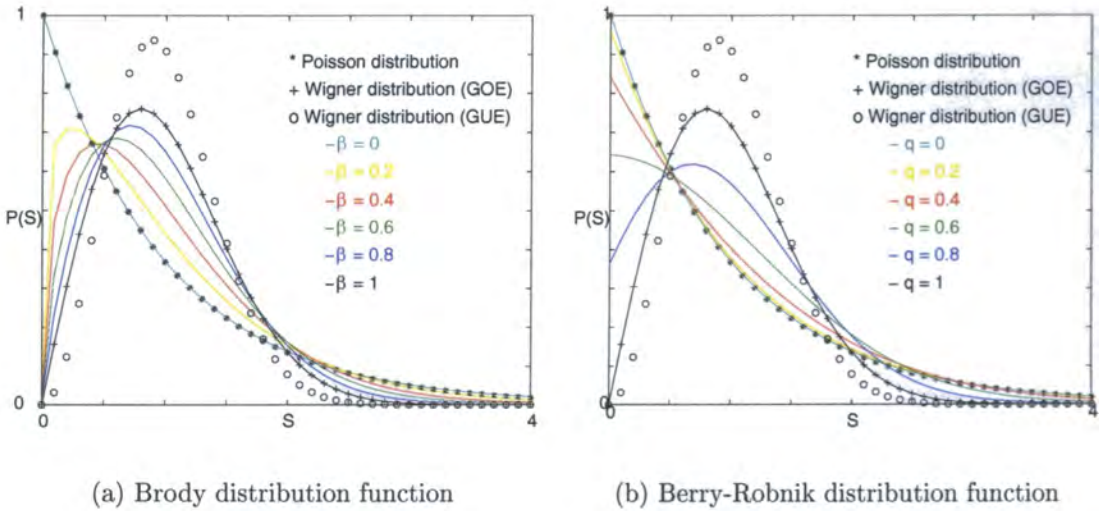 1
* Poisson distribution
+ Wigner distribution (GOE)
o Wigner distribution (GUE)
- β = 0
- β = 0.2
- β = 0.4
- β = 0.6
- β = 0.8
- β = 1
P(S)
0
0
S
4
(a) Brody distribution function
1
* Poisson distribution
+ Wigner distribution (GOE)
o Wigner distribution (GUE)
- q = 0
- q = 0.2
- q = 0.4
- q = 0.6
- q = 0.8
- q = 1
P(S)
0
0
S
4
(b) Berry-Robnik distribution function